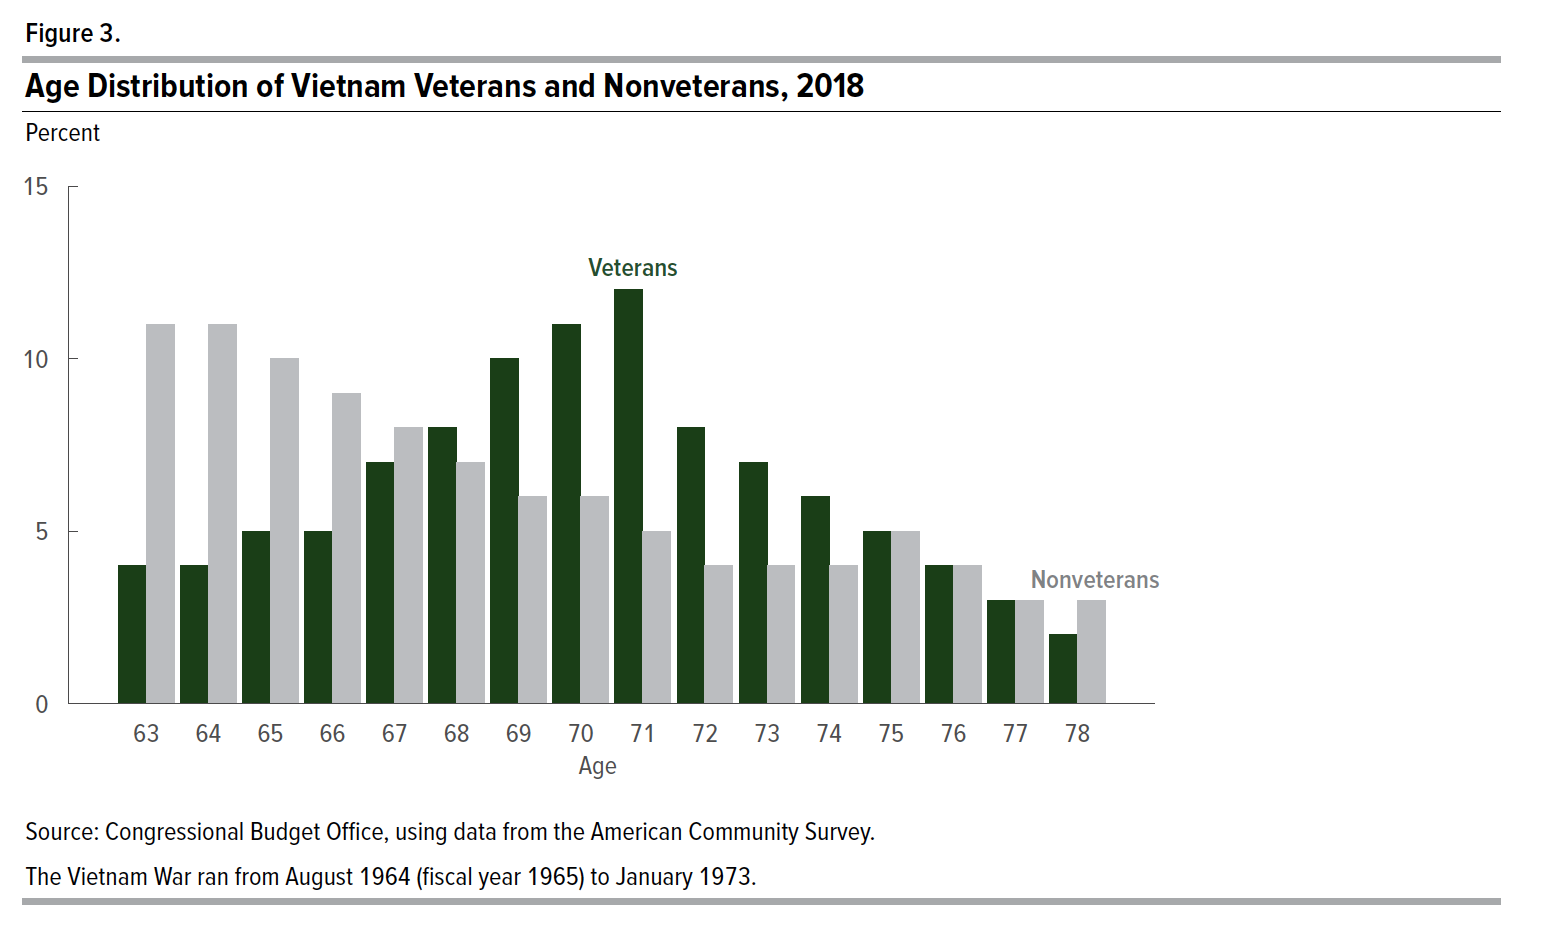 Figure 3.
Age Distribution of Vietnam Veterans and Nonveterans, 2018
Percent
15
10
5
0
Veterans
Nonveterans
63 64 65 66 67 68 69 70 71 72 73 74 75 76 77 78
Age
Source: Congressional Budget Office, using data from the American Community Survey.
The Vietnam War ran from August 1964 (fiscal year 1965) to January 1973.